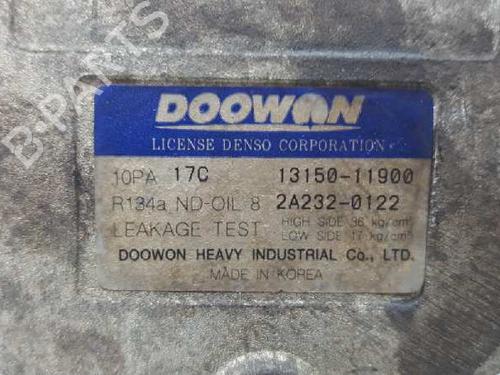 B-PARTS
DOOWON
LICENSE DENSO CORPORATION
10PA 17C 13150-11900
R134a ND-OIL 8 2A232-0122
LEAKAGE TEST HIGH SIDE 36 kg/cm²
LOW SIDE 17 kg/cm²
DOOWON HEAVY INDUSTRIAL Co., LTD.
MADE IN KOREA